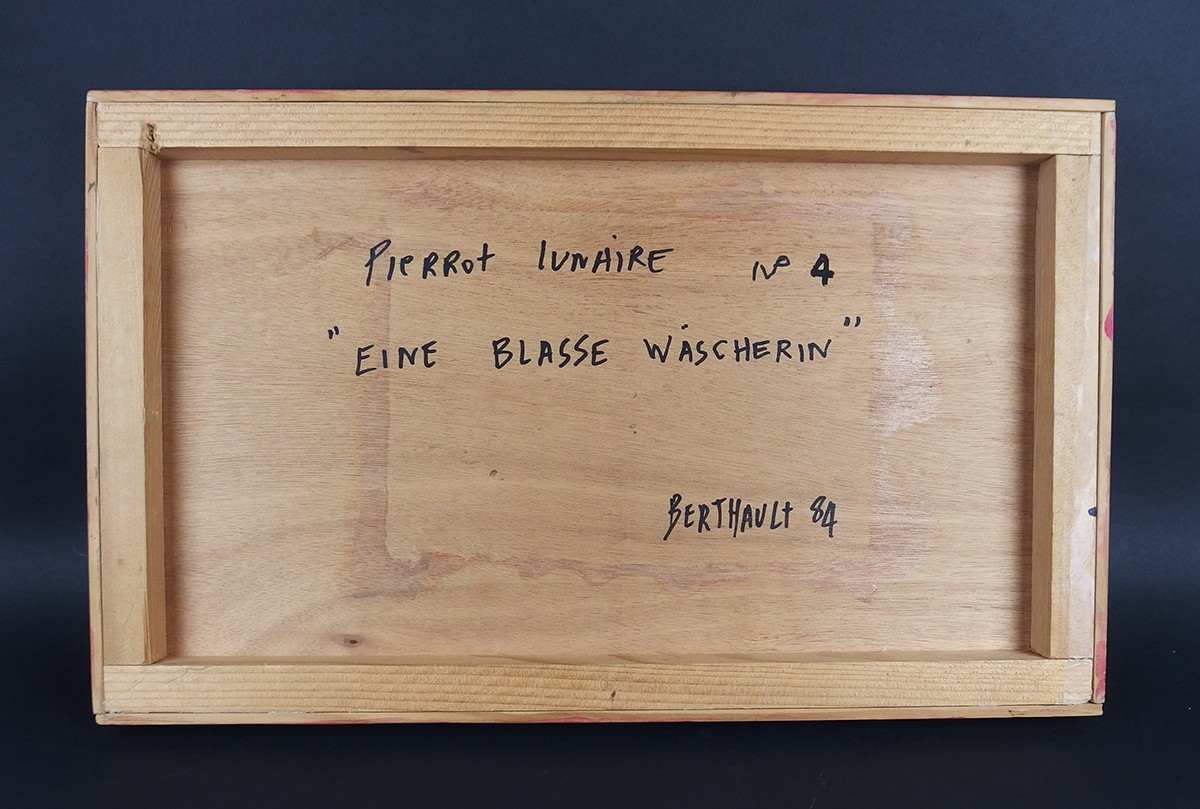 PIERROT LUNAIRE Nº 4
"EINE BLASSE WÄSCHERIN"
BERTHAULT 84